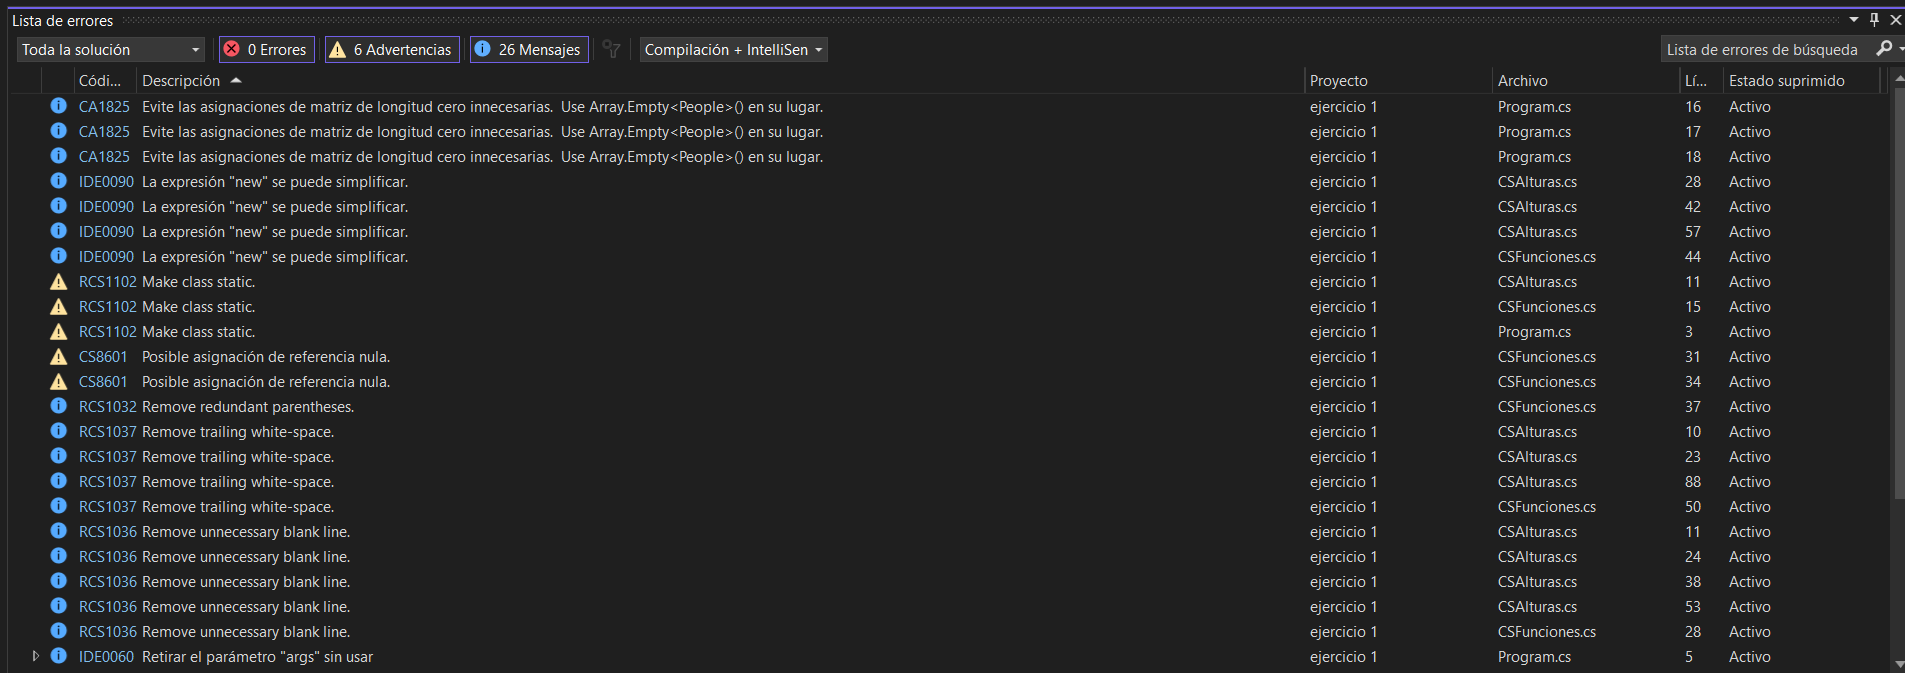 Lista de errores
Toda la solución 0 Errores 6 Advertencias 26 Mensajes Compilación + IntelliSen Lista de errores de búsqueda
Códi... Descripción Proyecto Archivo Lí... Estado suprimido
CA1825 Evite las asignaciones de matriz de longitud cero innecesarias.  Use Array.Empty<People>() en su lugar. ejercicio 1 Program.cs 16 Activo
CA1825 Evite las asignaciones de matriz de longitud cero innecesarias.  Use Array.Empty<People>() en su lugar. ejercicio 1 Program.cs 17 Activo
CA1825 Evite las asignaciones de matriz de longitud cero innecesarias.  Use Array.Empty<People>() en su lugar. ejercicio 1 Program.cs 18 Activo
IDE0090 La expresión "new" se puede simplificar. ejercicio 1 CSAlturas.cs 28 Activo
IDE0090 La expresión "new" se puede simplificar. ejercicio 1 CSAlturas.cs 42 Activo
IDE0090 La expresión "new" se puede simplificar. ejercicio 1 CSAlturas.cs 57 Activo
IDE0090 La expresión "new" se puede simplificar. ejercicio 1 CSFunciones.cs 44 Activo
RCS1102 Make class static. ejercicio 1 CSAlturas.cs 11 Activo
RCS1102 Make class static. ejercicio 1 CSFunciones.cs 15 Activo
RCS1102 Make class static. ejercicio 1 Program.cs 3 Activo
CS8601 Posible asignación de referencia nula. ejercicio 1 CSFunciones.cs 31 Activo
CS8601 Posible asignación de referencia nula. ejercicio 1 CSFunciones.cs 34 Activo
RCS1032 Remove redundant parentheses. ejercicio 1 CSFunciones.cs 37 Activo
RCS1037 Remove trailing white-space. ejercicio 1 CSAlturas.cs 10 Activo
RCS1037 Remove trailing white-space. ejercicio 1 CSAlturas.cs 23 Activo
RCS1037 Remove trailing white-space. ejercicio 1 CSAlturas.cs 88 Activo
RCS1037 Remove trailing white-space. ejercicio 1 CSFunciones.cs 50 Activo
RCS1036 Remove unnecessary blank line. ejercicio 1 CSAlturas.cs 11 Activo
RCS1036 Remove unnecessary blank line. ejercicio 1 CSAlturas.cs 24 Activo
RCS1036 Remove unnecessary blank line. ejercicio 1 CSAlturas.cs 38 Activo
RCS1036 Remove unnecessary blank line. ejercicio 1 CSAlturas.cs 53 Activo
RCS1036 Remove unnecessary blank line. ejercicio 1 CSFunciones.cs 28 Activo
IDE0060 Retirar el parámetro "args" sin usar ejercicio 1 Program.cs 5 Activo